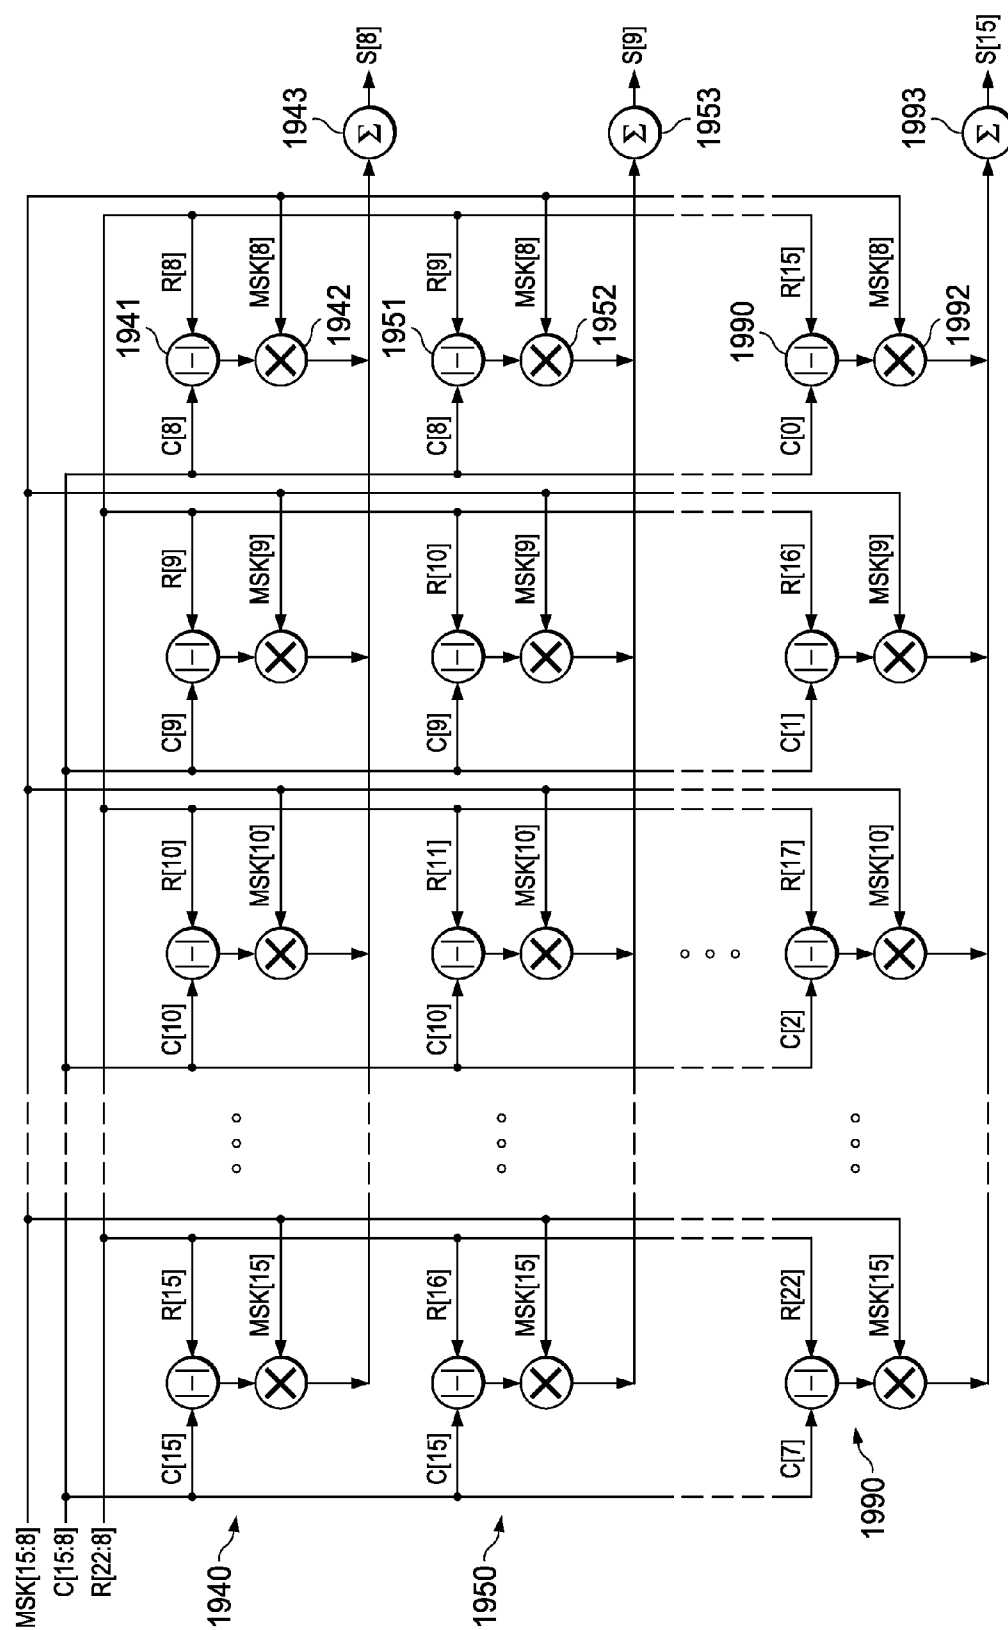 MSK[15:8]
C[15:8]
R[22:8]
1941
C[15] R[15] C[10] R[10] C[9] R[9] C[8] R[8]
1940
MSK[15] MSK[10] MSK[9] MSK[8]
1943
1942
Σ S[8]
1951
C[15] R[16] C[10] R[11] C[9] R[10] C[8] R[9]
1950
MSK[15] MSK[10] MSK[9] MSK[8]
1952
Σ S[9]
1953
1990
C[7] R[22] C[2] R[17] C[1] R[16] C[0] R[15]
1990
MSK[15] MSK[10] MSK[9] MSK[8]
1993
1992
Σ S[15]